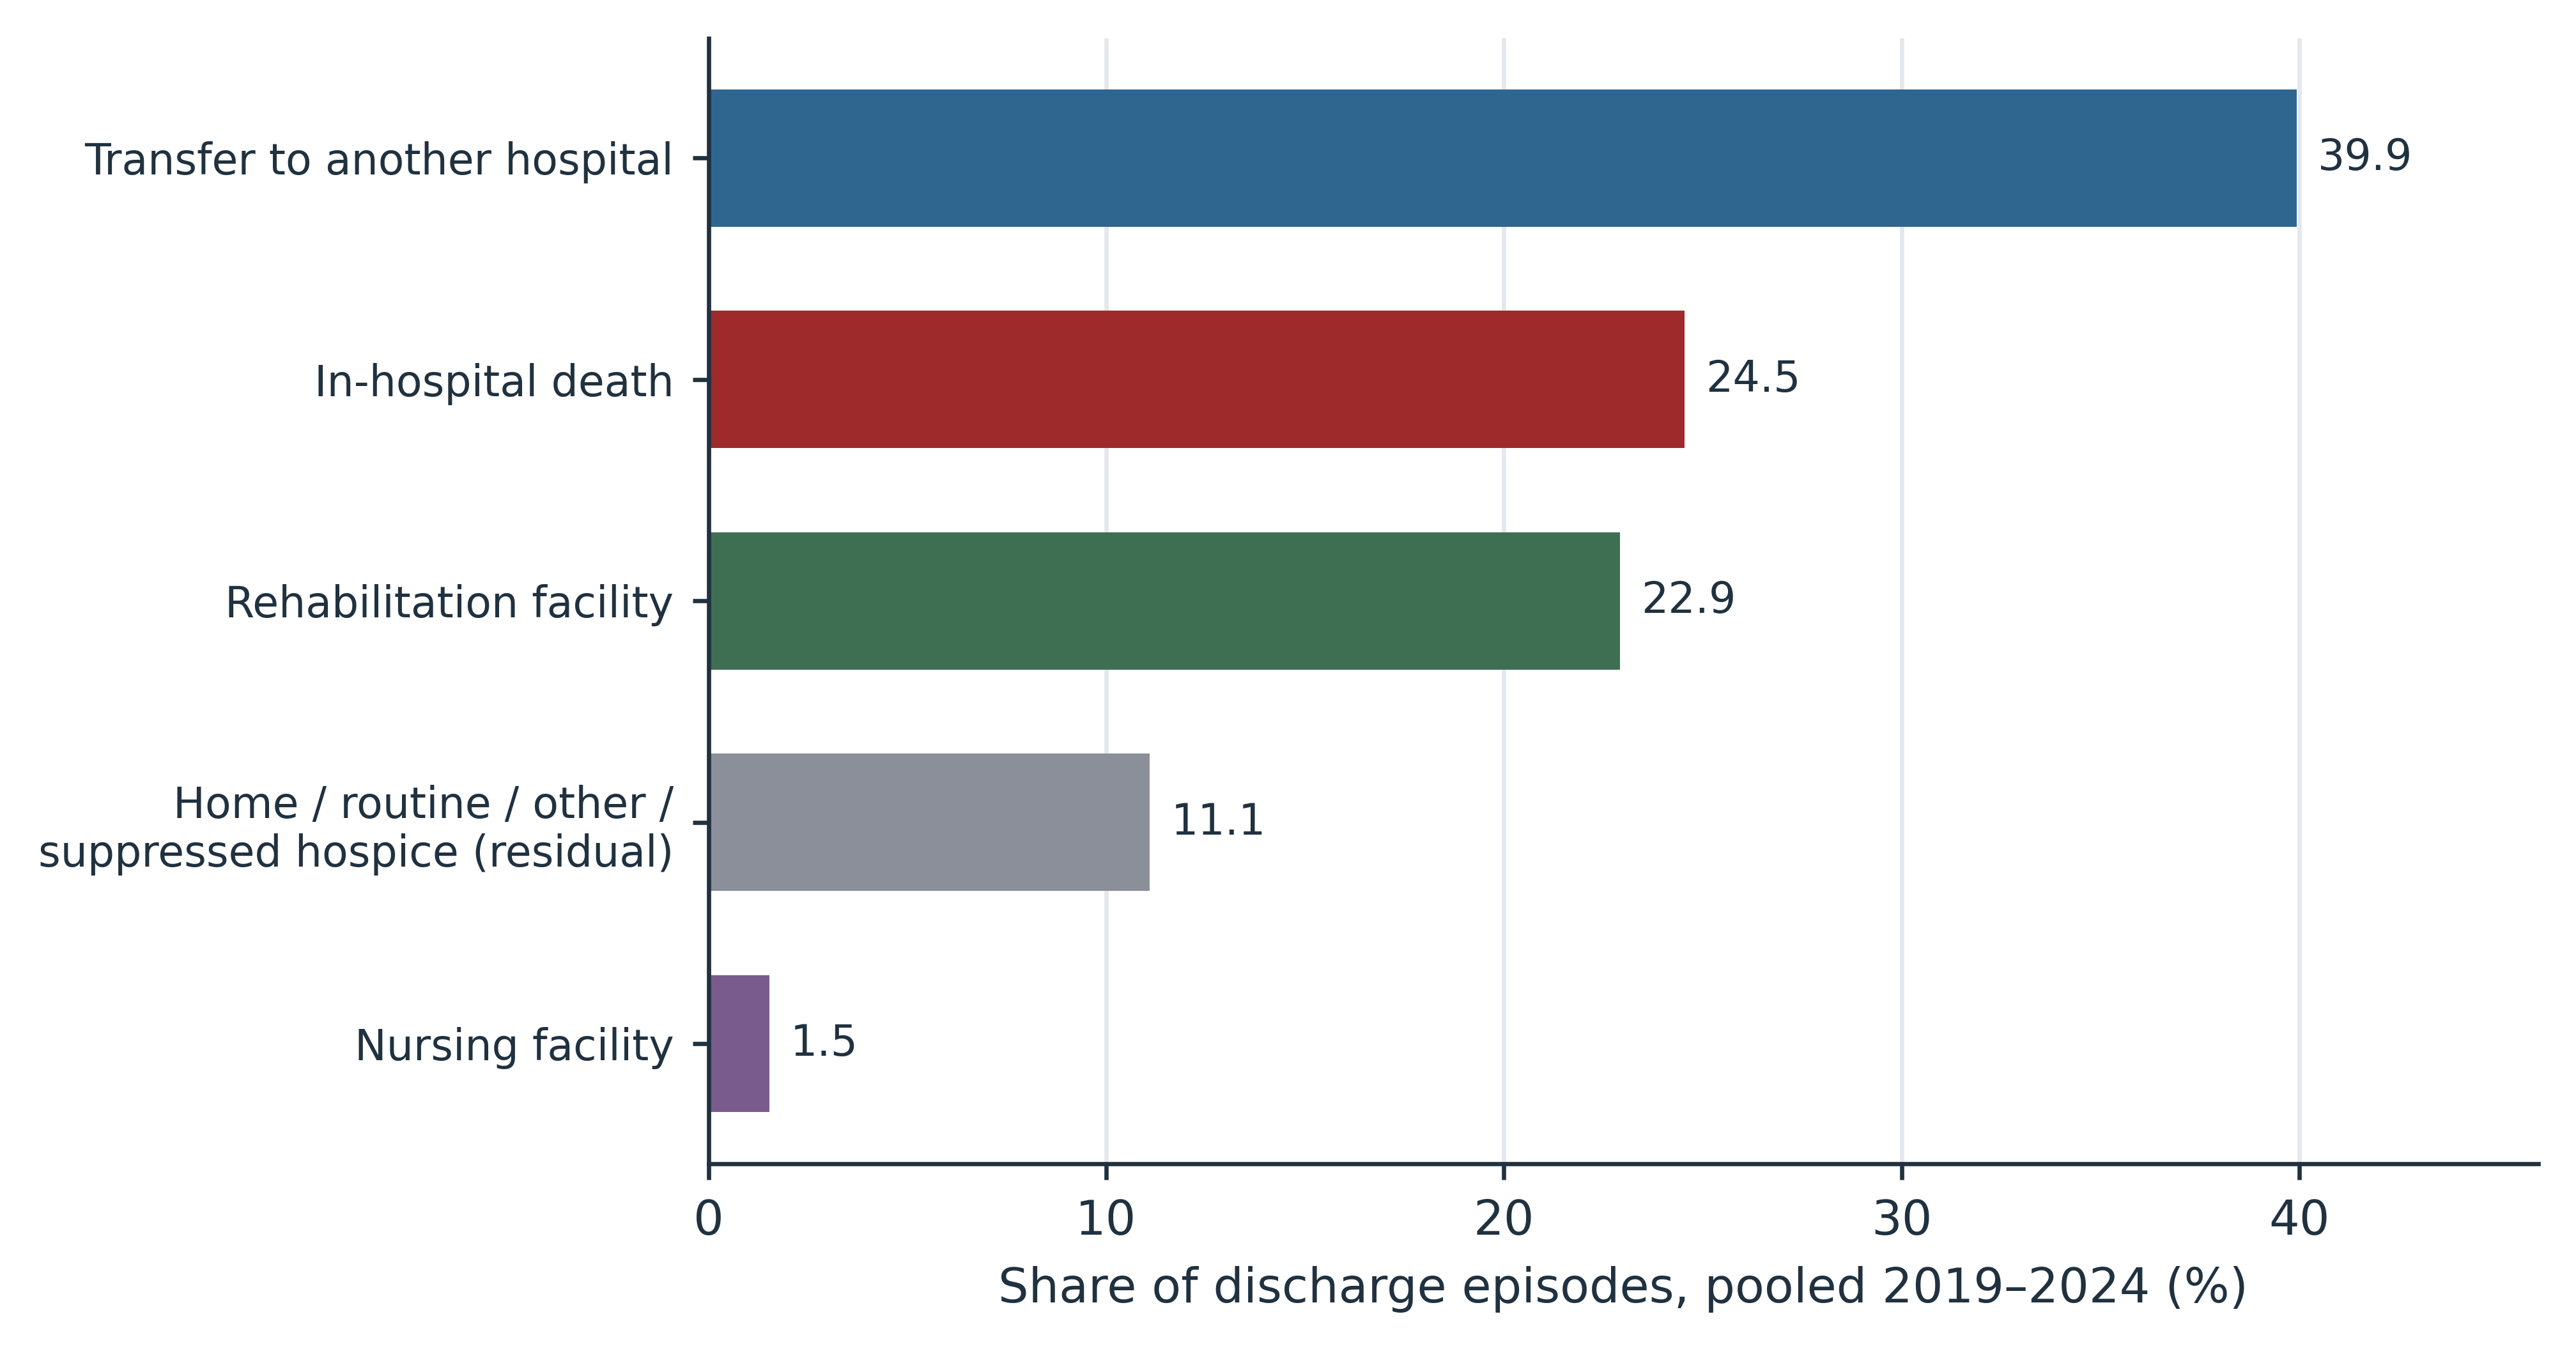 Transfer to another hospital
39.9
In-hospital death
24.5
Rehabilitation facility
22.9
Home / routine / other /
suppressed hospice (residual)
11.1
Nursing facility
1.5
0 10 20 30 40
Share of discharge episodes, pooled 2019–2024 (%)